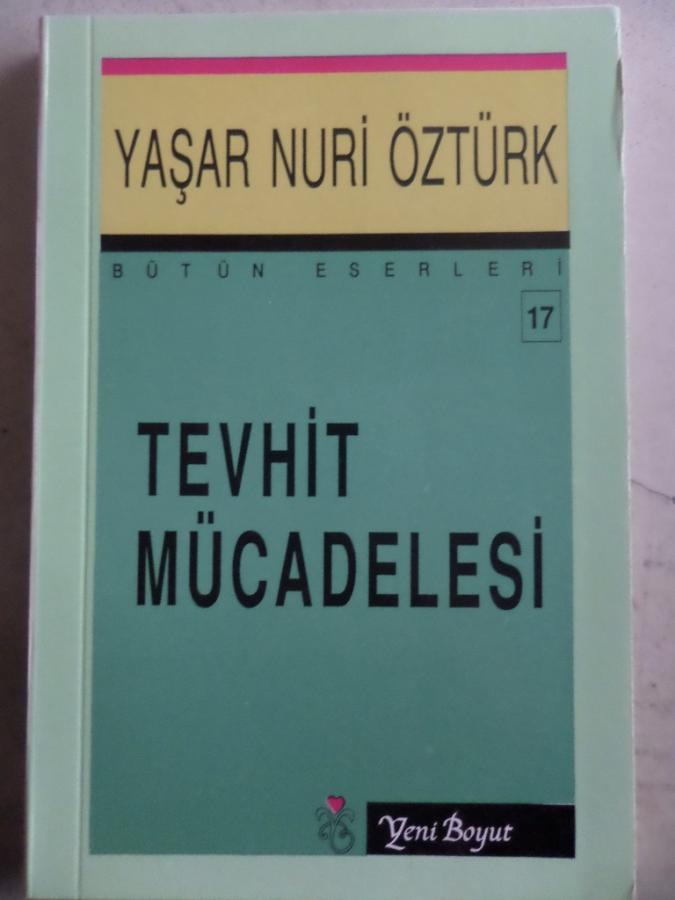 YAŞAR NURİ ÖZTÜRK
BÜTÜN ESERLERİ
17
TEVHİT
MÜCADELESİ
Yeni Boyut